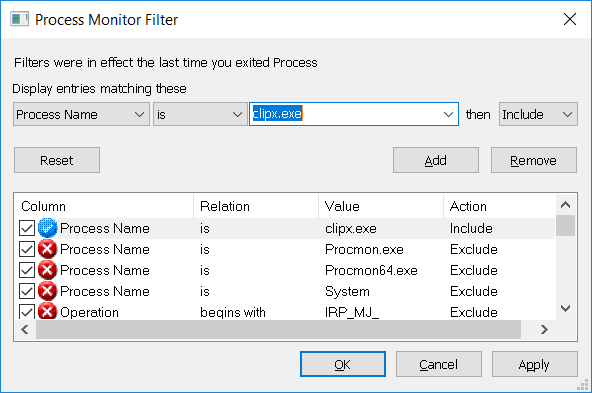 Process Monitor Filter
Filters were in effect the last time you exited Process
Display entries matching these
Process Name is clipx.exe then Include
Reset Add Remove
Column Relation Value Action
Process Name is clipx.exe Include
Process Name is Procmon.exe Exclude
Process Name is Procmon64.exe Exclude
Process Name is System Exclude
Operation begins with IRP_MJ_ Exclude
OK Cancel Apply